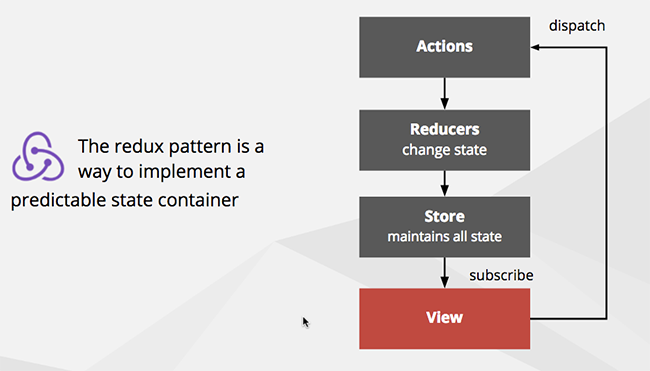 The redux pattern is a
way to implement a
predictable state container
dispatch
Actions
Reducers
change state
Store
maintains all state
subscribe
View